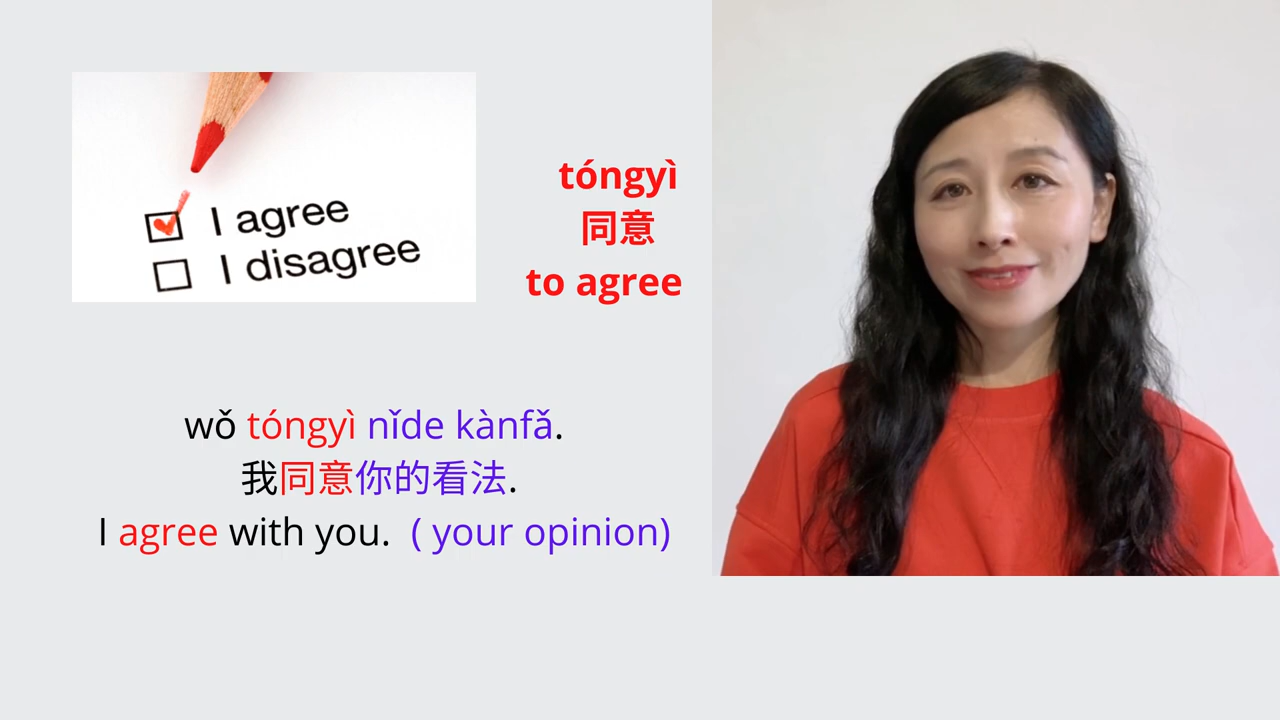 I agree
I disagree
tóngyì
同意
to agree
wǒ tóngyì nǐde kànfǎ.
我同意你的看法.
I agree with you. ( your opinion)